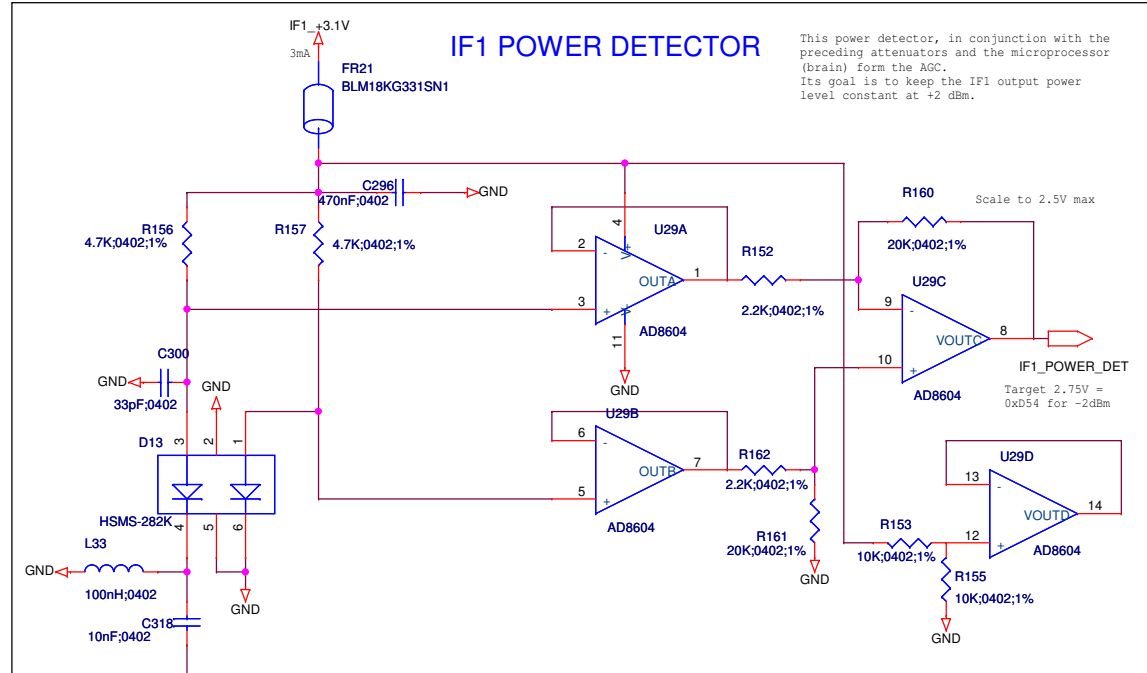 IF1_+3.1V
3mA
IF1 POWER DETECTOR
This power detector, in conjunction with the
preceding attenuators and the microprocessor
(brain) form the AGC.
Its goal is to keep the IF1 output power
level constant at +2 dBm.
FR21
BLM18KG331SN1
C296
470nF;0402
GND
R156
4.7K;0402;1%
R157
4.7K;0402;1%
U29A
4
V+
2
-
OUTA
1
3
+
V-
11
AD8604
GND
R152
2.2K;0402;1%
R160
20K;0402;1%
Scale to 2.5V max
U29C
9
-
VOUTC
8
10
+
AD8604
IF1_POWER_DET
Target 2.75V =
0xD54 for -2dBm
C300
GND
33pF;0402
GND
D13
3
2
1
HSMS-282K
4
5
6
U29B
6
-
OUTB
7
5
+
AD8604
R162
2.2K;0402;1%
R161
20K;0402;1%
GND
U29D
13
-
VOUTD
14
12
+
AD8604
R153
10K;0402;1%
R155
10K;0402;1%
GND
L33
GND
100nH;0402
GND
C318
10nF;0402